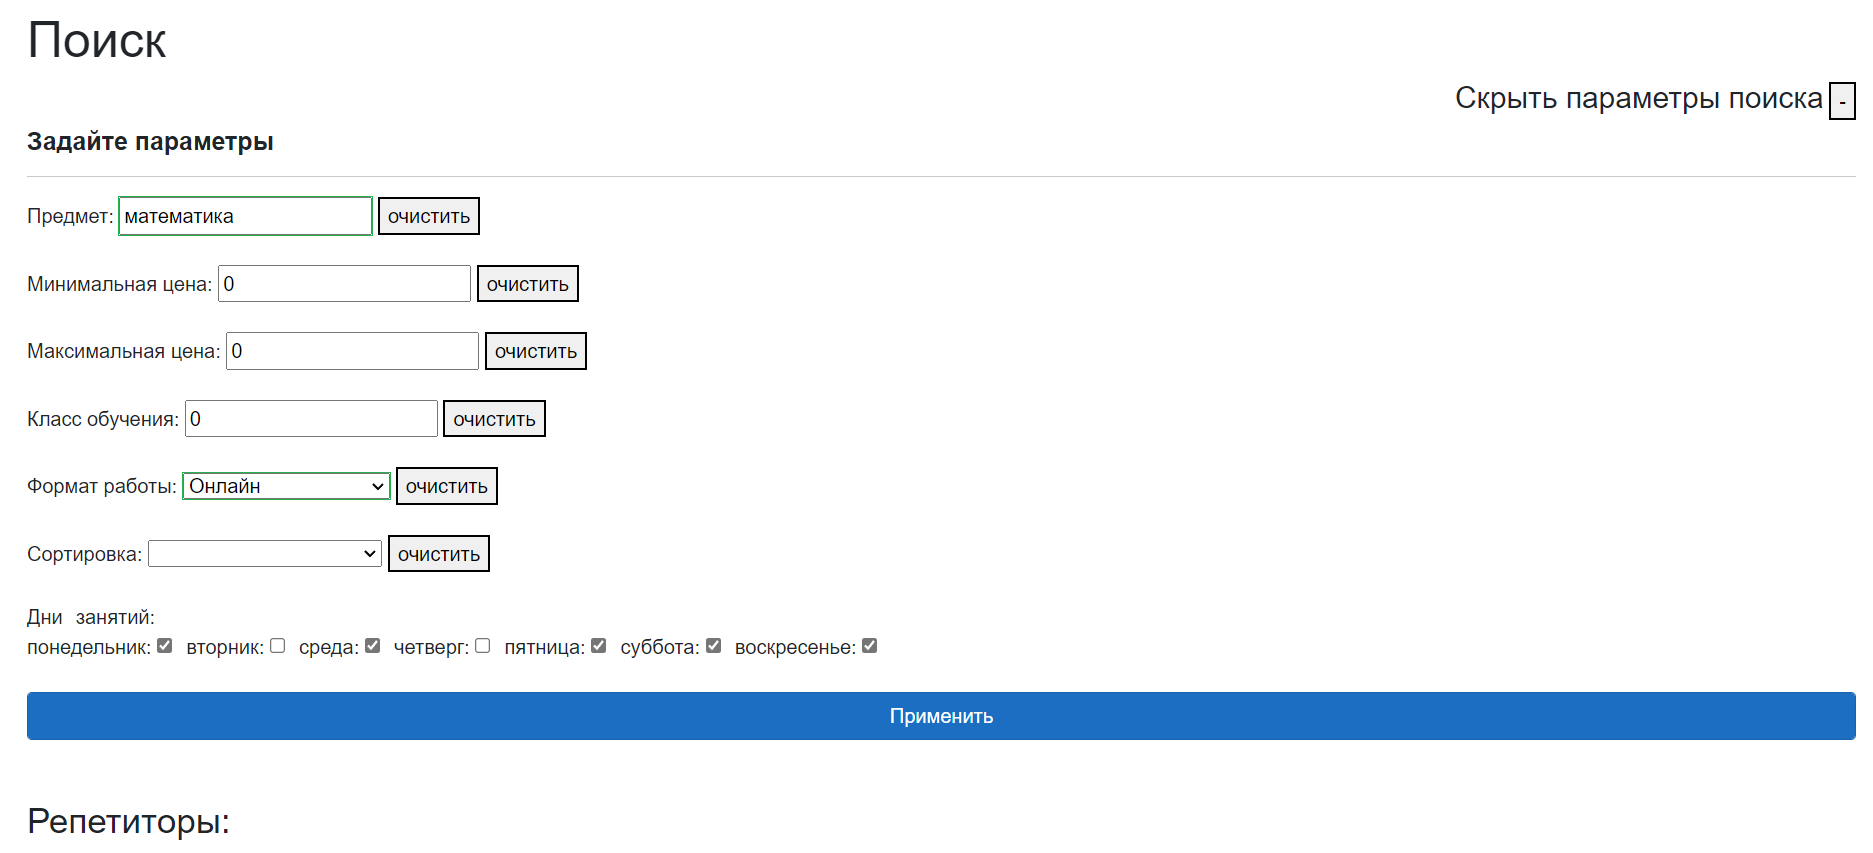 Поиск
Скрыть параметры поиска -
Задайте параметры
Предмет: математика очистить
Минимальная цена: 0 очистить
Максимальная цена: 0 очистить
Класс обучения: 0 очистить
Формат работы: Онлайн очистить
Сортировка: очистить
Дни занятий:
понедельник: вторник: среда: четверг: пятница: суббота: воскресенье:
Применить
Репетиторы: